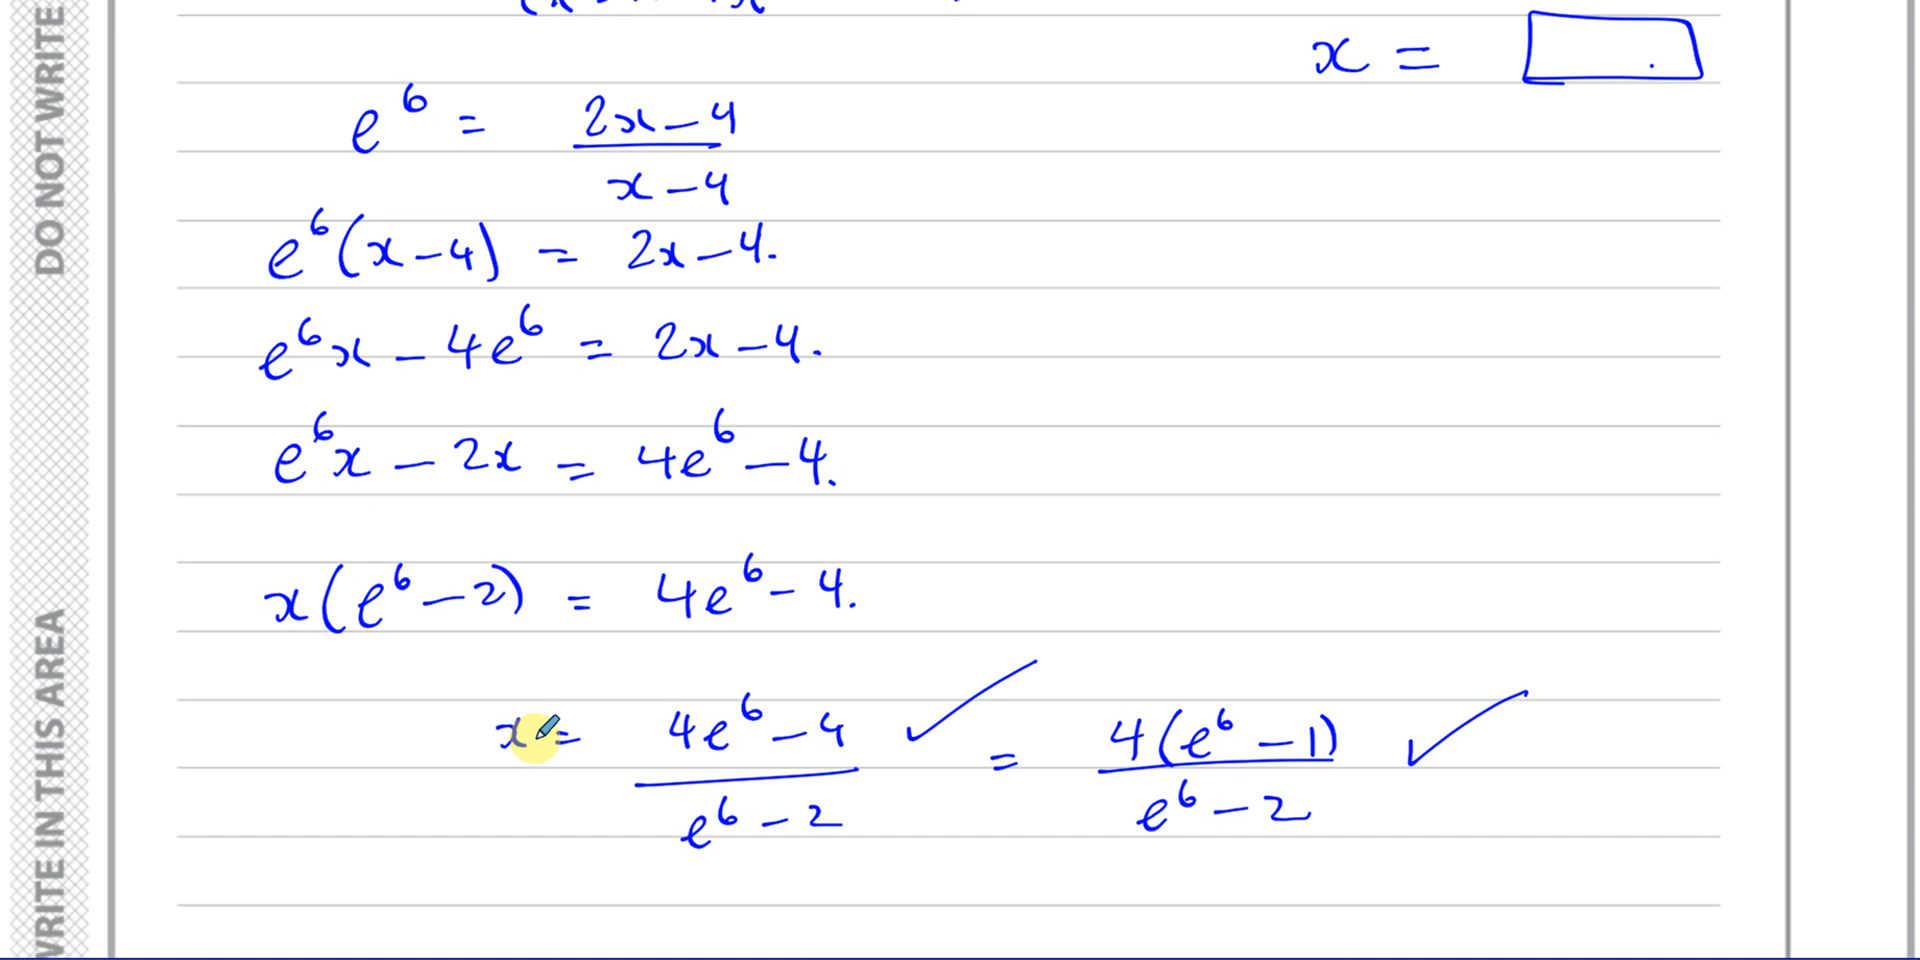 x =
e^6 = (2x-4)/(x-4)
e^6(x-4) = 2x-4.
e^6x - 4e^6 = 2x-4.
e^6x - 2x = 4e^6-4.
x(e^6-2) = 4e^6-4.
x = (4e^6-4)/(e^6-2) ✓ = 4(e^6-1)/(e^6-2) ✓
DO NOT WRITE
WRITE IN THIS AREA